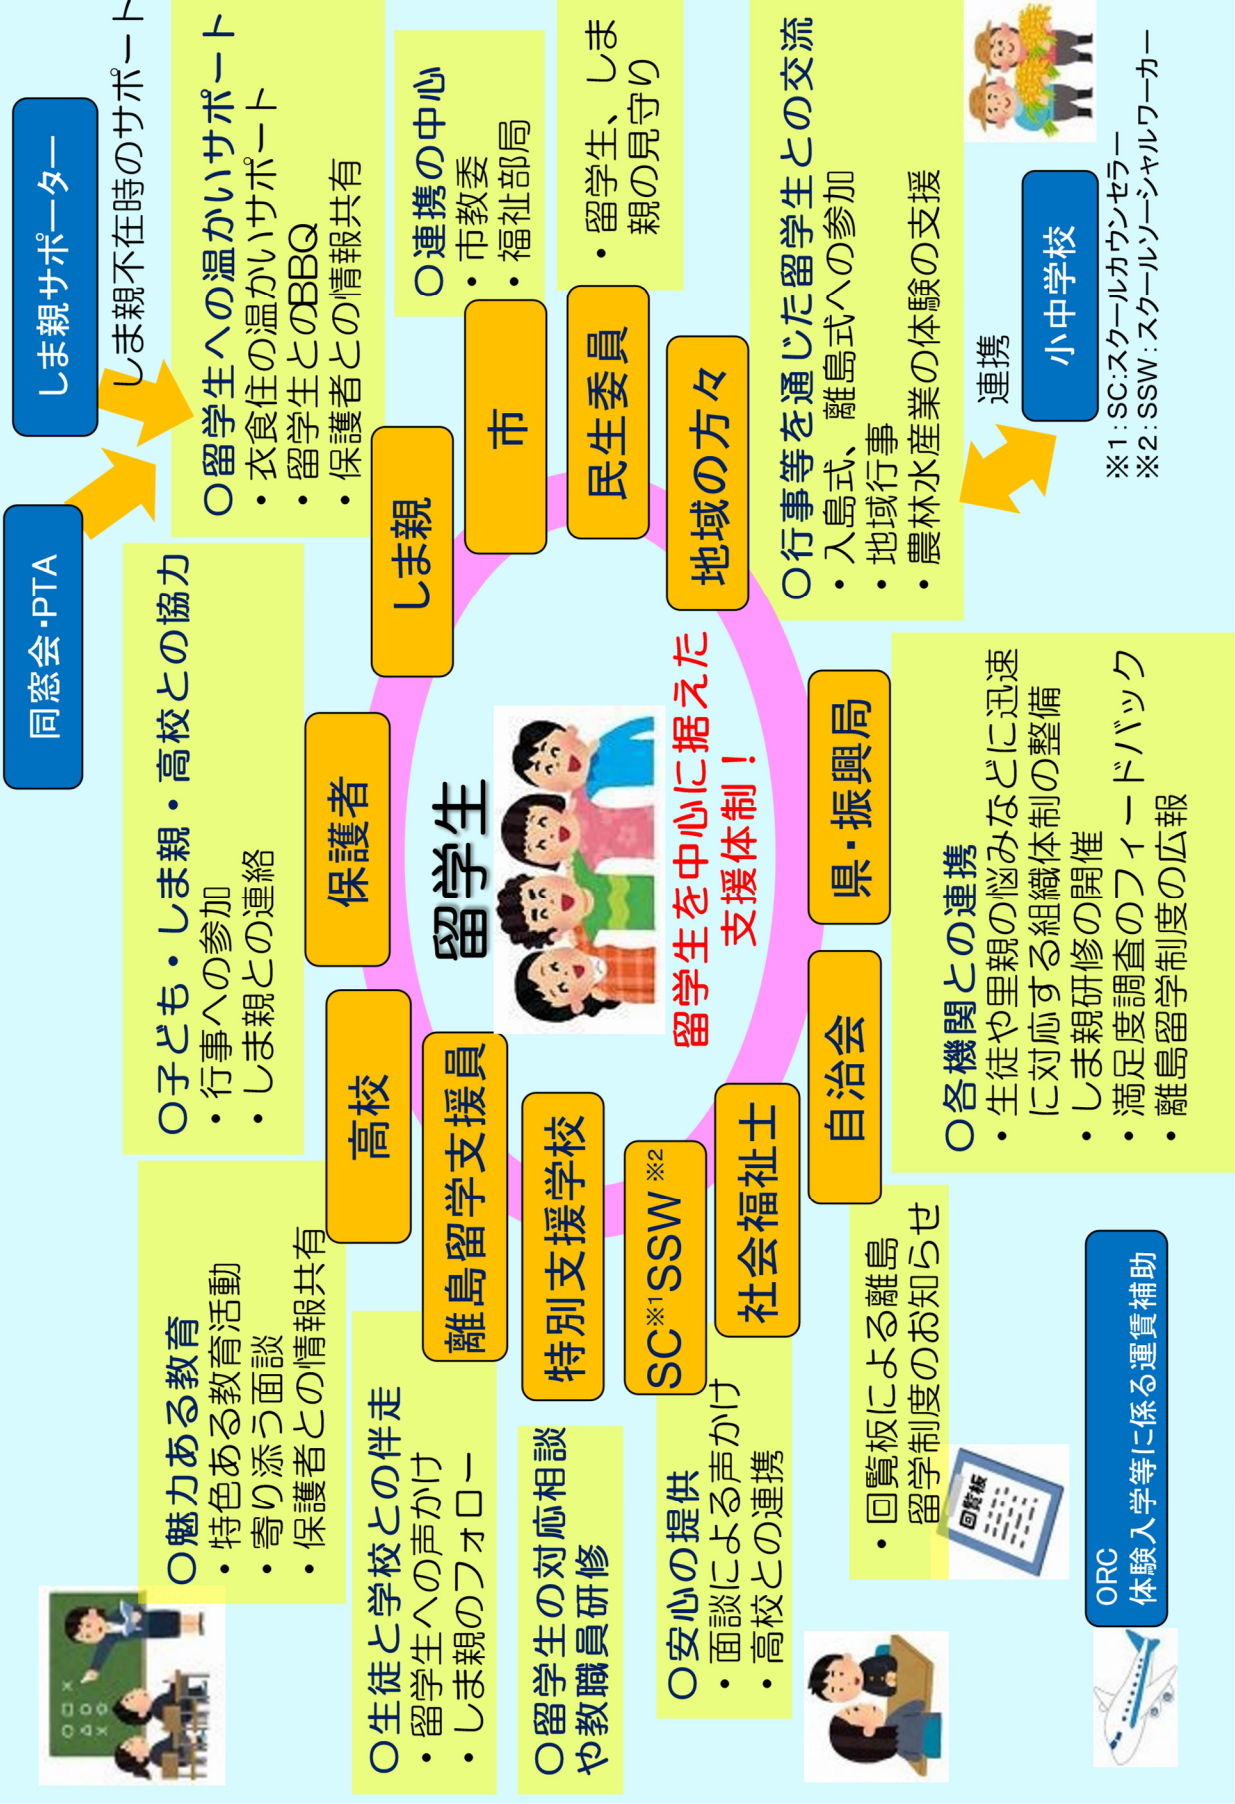 同窓会・PTA
しま親サポーター
しま親不在時のサポート
〇魅力ある教育
・特色ある教育活動
・寄り添う面談
・保護者との情報共有
〇子ども・しま親・高校との協力
・行事への参加
・しま親との連絡
〇留学生への温かいサポート
・衣食住の温かいサポート
・留学生とのBBQ
・保護者との情報共有
高校
保護者
しま親
〇生徒と学校との伴走
・留学生への声かけ
・しま親のフォロー
離島留学支援員
留学生
市
〇連携の中心
・市教委
・福祉部局
〇留学生の対応相談
や教職員研修
特別支援学校
民生委員
・留学生、しま
親の見守り
〇安心の提供
・面談による声かけ
・高校との連携
SC※1SSW※2
社会福祉士
留学生を中心に据えた
支援体制！
地域の方々
〇行事等を通じた留学生との交流
・入島式、離島式への参加
・地域行事
・農林水産業の体験の支援
自治会
・回覧板による離島
留学制度のお知らせ
回覧板
県・振興局
〇各機関との連携
・生徒や里親の悩みなどに迅速
に対応する組織体制の整備
・しま親研修の開催
・満足度調査のフィードバック
・離島留学制度の広報
連携
小中学校
ORC
体験入学等に係る運賃補助
※1：SC:スクールカウンセラー
※2：SSW：スクールソーシャルワーカー